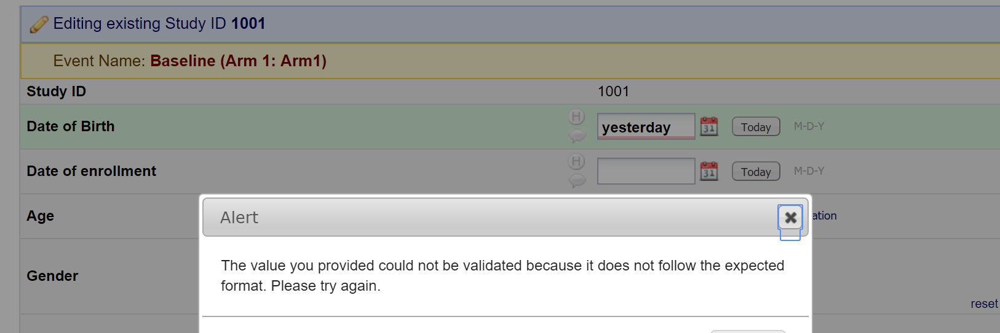 Editing existing Study ID 1001
Event Name: Baseline (Arm 1: Arm1)
Study ID 1001
Date of Birth H yesterday 31 Today M-D-Y
Date of enrollment H 31 Today M-D-Y
Alert
Age ation
The value you provided could not be validated because it does not follow the expected
format. Please try again.
Gender
reset